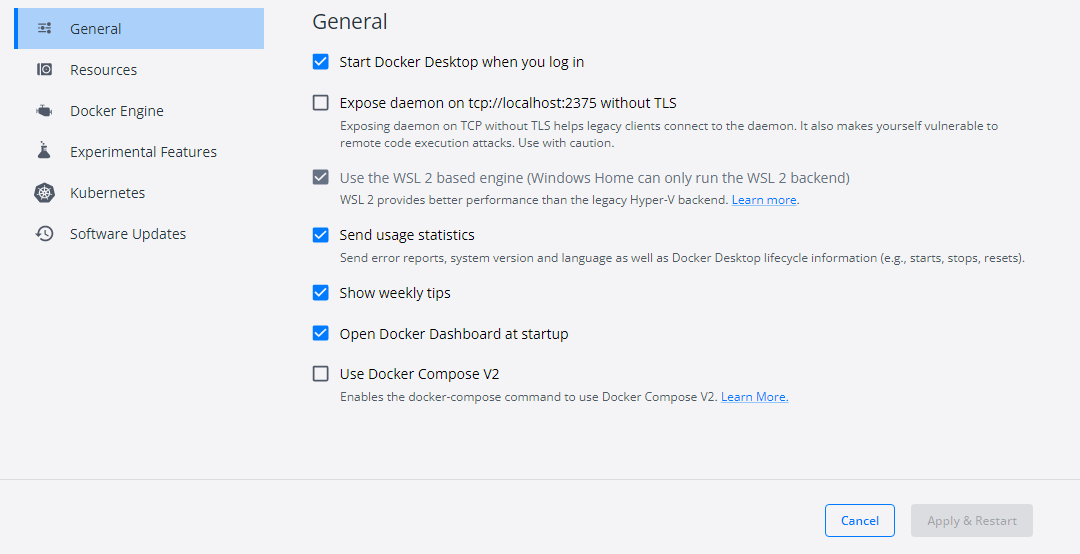 General
Resources
Docker Engine
Experimental Features
Kubernetes
Software Updates
General
Start Docker Desktop when you log in
Expose daemon on tcp://localhost:2375 without TLS
Exposing daemon on TCP without TLS helps legacy clients connect to the daemon. It also makes yourself vulnerable to
remote code execution attacks. Use with caution.
Use the WSL 2 based engine (Windows Home can only run the WSL 2 backend)
WSL 2 provides better performance than the legacy Hyper-V backend. Learn more.
Send usage statistics
Send error reports, system version and language as well as Docker Desktop lifecycle information (e.g., starts, stops, resets).
Show weekly tips
Open Docker Dashboard at startup
Use Docker Compose V2
Enables the docker-compose command to use Docker Compose V2. Learn More.
Cancel
Apply & Restart